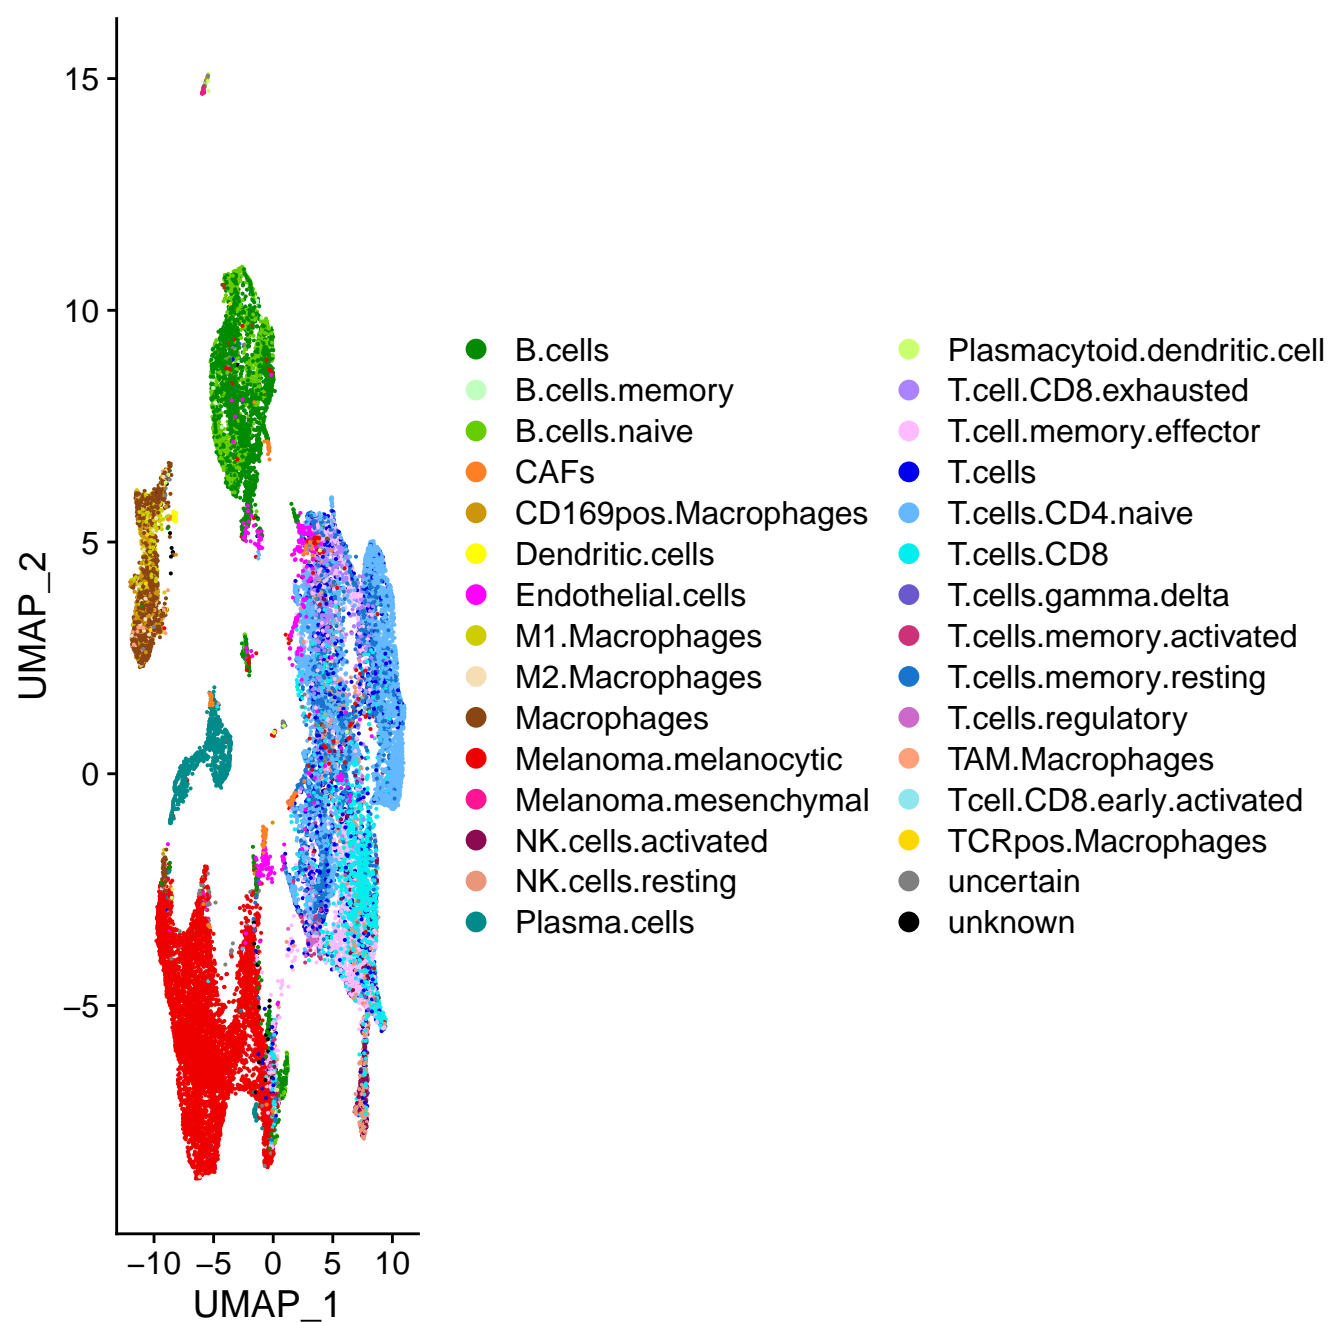 15
10
5
0
−5
−10
−5
0
5
10
UMAP_2
UMAP_1
B.cells
B.cells.memory
B.cells.naive
CAFs
CD169pos.Macrophages
Dendritic.cells
Endothelial.cells
M1.Macrophages
M2.Macrophages
Macrophages
Melanoma.melanocytic
Melanoma.mesenchymal
NK.cells.activated
NK.cells.resting
Plasma.cells
Plasmacytoid.dendritic.cell
T.cell.CD8.exhausted
T.cell.memory.effector
T.cells
T.cells.CD4.naive
T.cells.CD8
T.cells.gamma.delta
T.cells.memory.activated
T.cells.memory.resting
T.cells.regulatory
TAM.Macrophages
Tcell.CD8.early.activated
TCRpos.Macrophages
uncertain
unknown